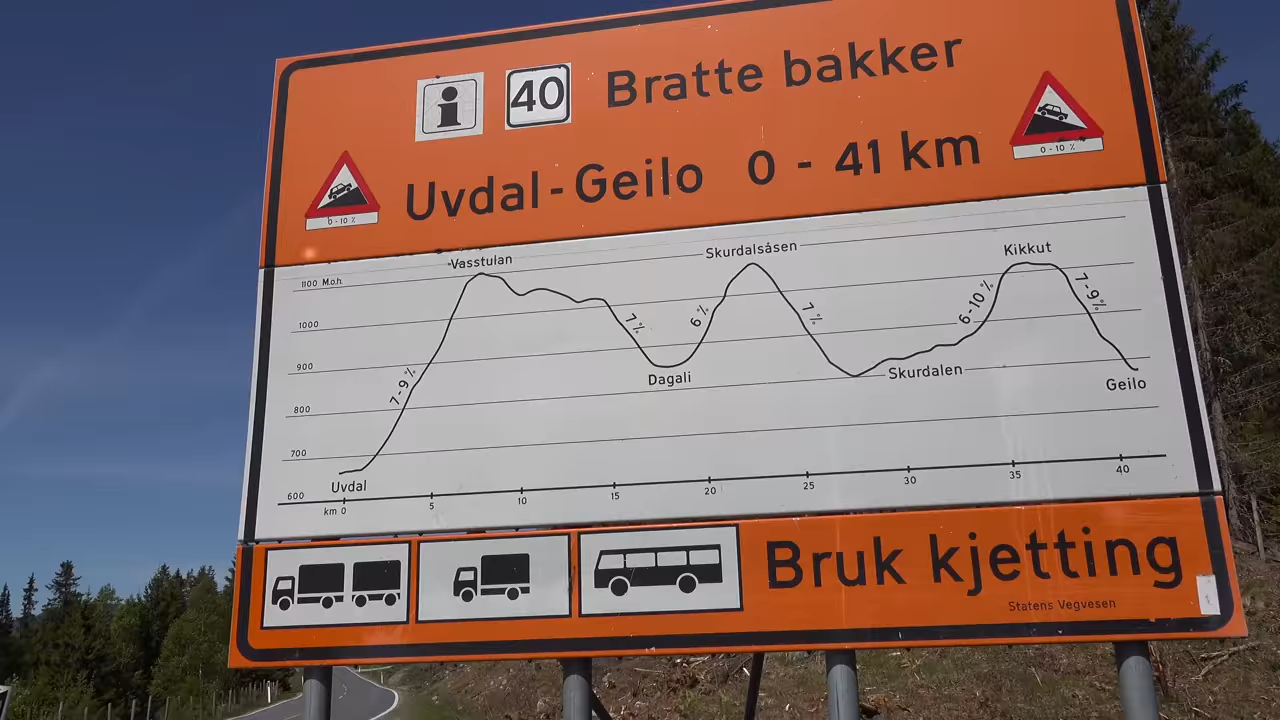 i 40 Bratte bakker
0-10 %
Uvdal-Geilo 0 - 41 km
0-10 %
Vasstulan
Skurdalsåsen
Kikkut
1100 M.o.h.
1000
900
800
700
600
7-9 %
7 %
6 %
7 %
6-10 %
7-9 %
Dagali
Skurdalen
Geilo
Uvdal
km 0 5 10 15 20 25 30 35 40
Bruk kjetting
Statens Vegvesen